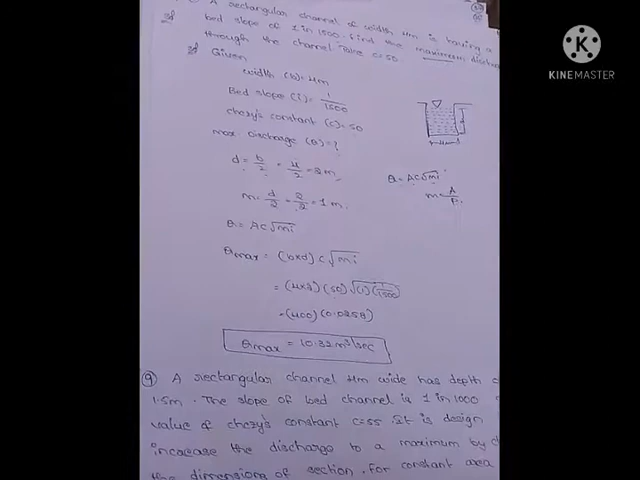 A rectangular channel of width 4m is having a
bed slope of 1 in 1500. Find the maximum discharge
through the channel. Take C=50.
Given
width (b) = 4m
Bed slope (i) = 1/1500
chezy's constant (c) = 50
max. Discharge (Q) = ?
d = b/2 = 4/2 = 2m
m = d/2 = 2/2 = 1 m.
Q = AC√mi
Q = AC√mi
m = A/P
Qmax = (b×d) c √mi
= (4×2) (50) √(1)(1/1500)
= (400) (0.0258)
Qmax = 10.32 m³/sec
⑨ A rectangular channel 4m wide has depth
1.5m. The slope of bed channel is 1 in 1000
value of chezy's constant c=55. It is design
increase the discharge to a maximum by
the dimensions of section. For constant area
KINEMASTER